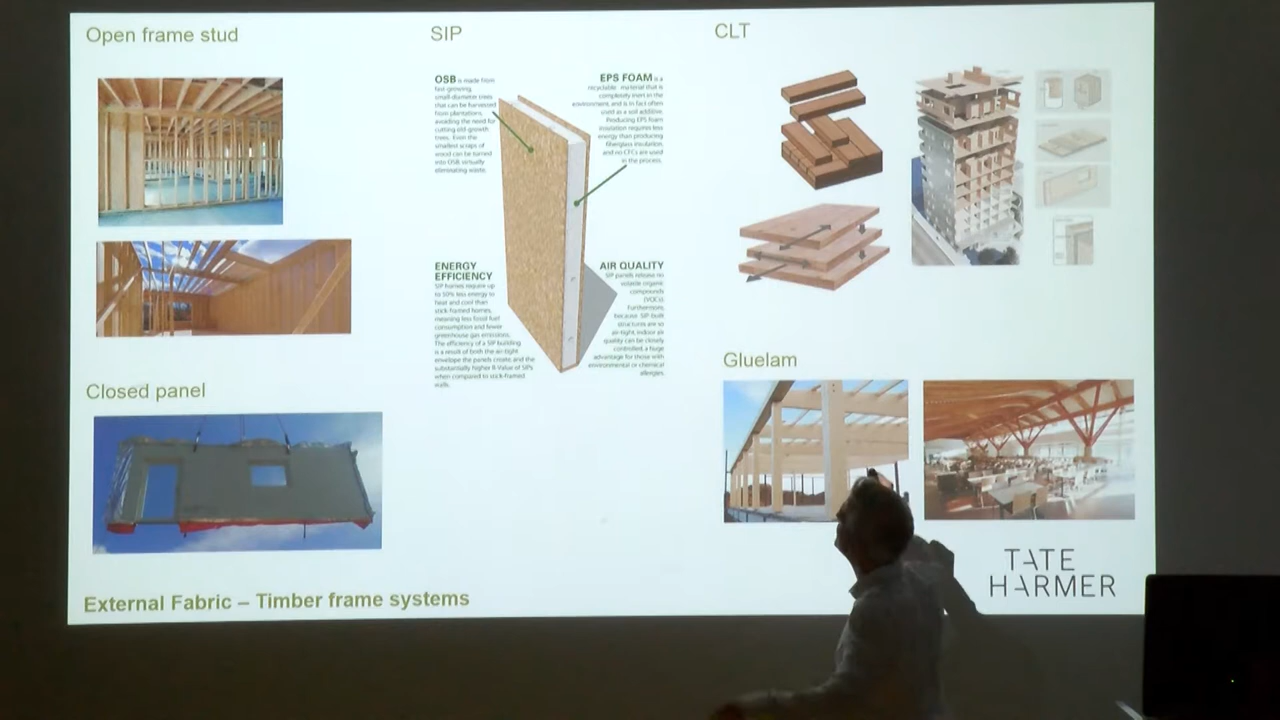 Open frame stud
SIP
CLT
OSB is made from
fast growing,
small-diameter trees
that can be harvested
from plantations,
avoiding the need for
cutting old-growth
trees. Even the
smallest scraps of
wood can be turned
into OSB, virtually
eliminating waste.
EPS FOAM is a
recyclable material that is
completely inert in the
environment, and is in fact often
used as a soil additive.
Producing EPS foam
insulation requires less
energy than producing
fiberglass insulation,
and no CFCs are used
in the process.
ENERGY
EFFICIENCY
SIP homes require up
to 50% less energy to
heat and cool than
stick-framed homes,
meaning less fossil fuel
consumption and fewer
greenhouse gas emissions.
The efficiency of a SIP building
is a result of both the air-tight
envelope the panels create and the
substantially higher R-Value of SIPs
when compared to stick-framed
walls.
AIR QUALITY
SIP panels release no
volatile organic
compounds
(VOCs).
Furthermore,
because SIP-built
structures are so
air-tight, indoor air
quality can be closely
controlled, a huge
advantage for those with
environmental or chemical
allergies.
Gluelam
Closed panel
TATE
HARMER
External Fabric – Timber frame systems